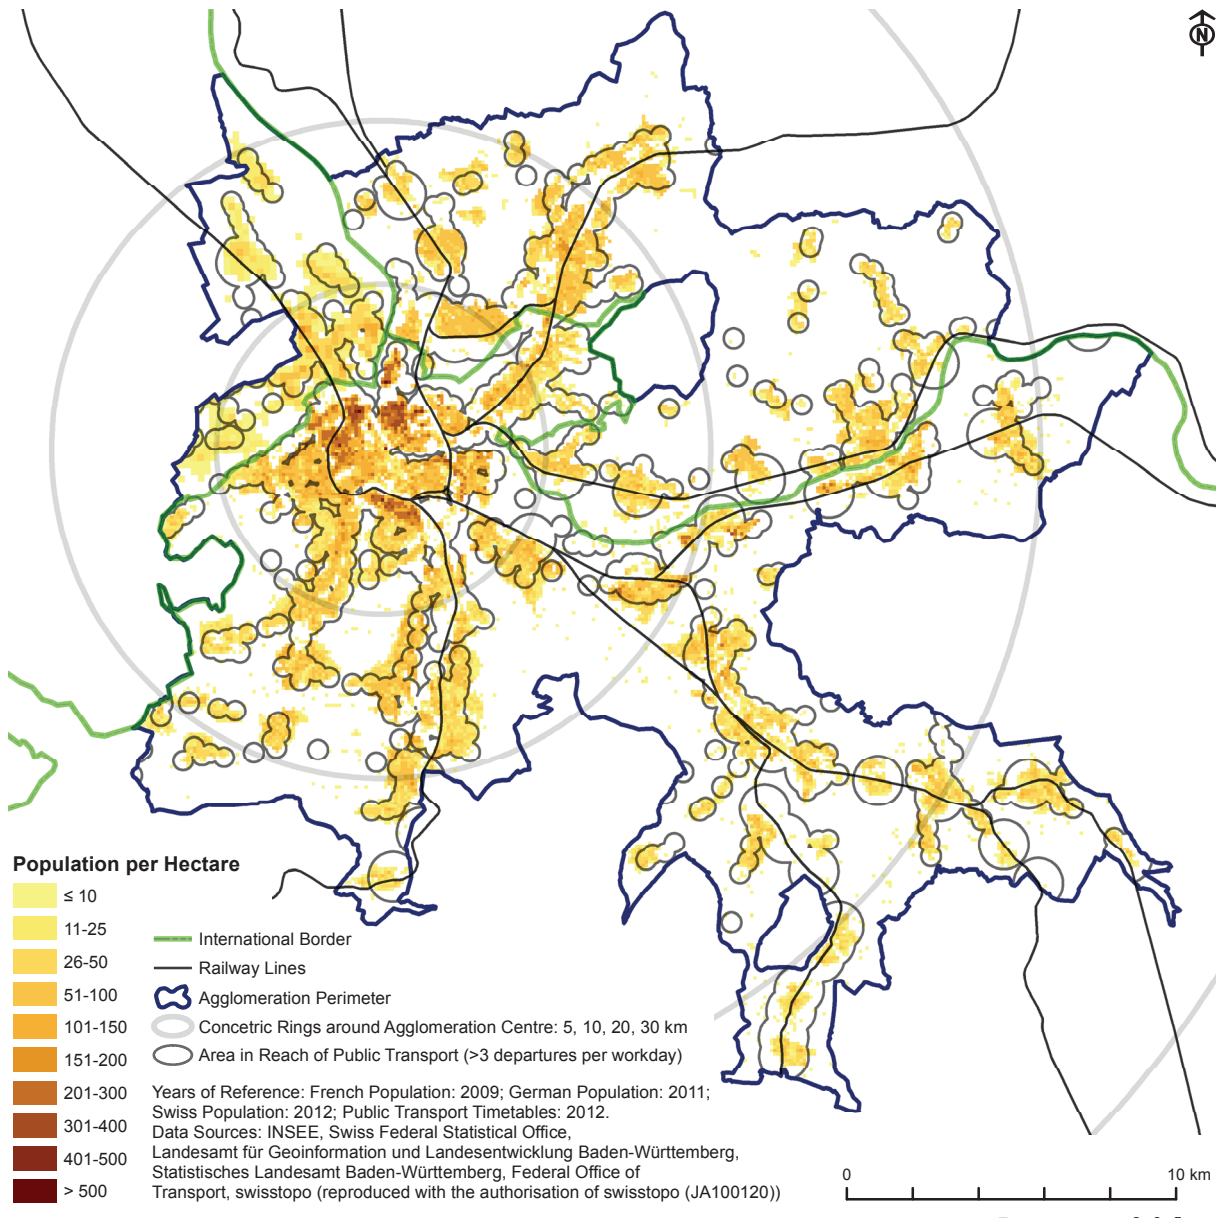 N
Population per Hectare
≤ 10
11-25
26-50
51-100
101-150
151-200
201-300
301-400
401-500
> 500
International Border
Railway Lines
Agglomeration Perimeter
Concetric Rings around Agglomeration Centre: 5, 10, 20, 30 km
Area in Reach of Public Transport (>3 departures per workday)
Years of Reference: French Population: 2009; German Population: 2011;
Swiss Population: 2012; Public Transport Timetables: 2012.
Data Sources: INSEE, Swiss Federal Statistical Office,
Landesamt für Geoinformation und Landesentwicklung Baden-Württemberg,
Statistisches Landesamt Baden-Württemberg, Federal Office of
Transport, swisstopo (reproduced with the authorisation of swisstopo (JA100120))
0 10 km